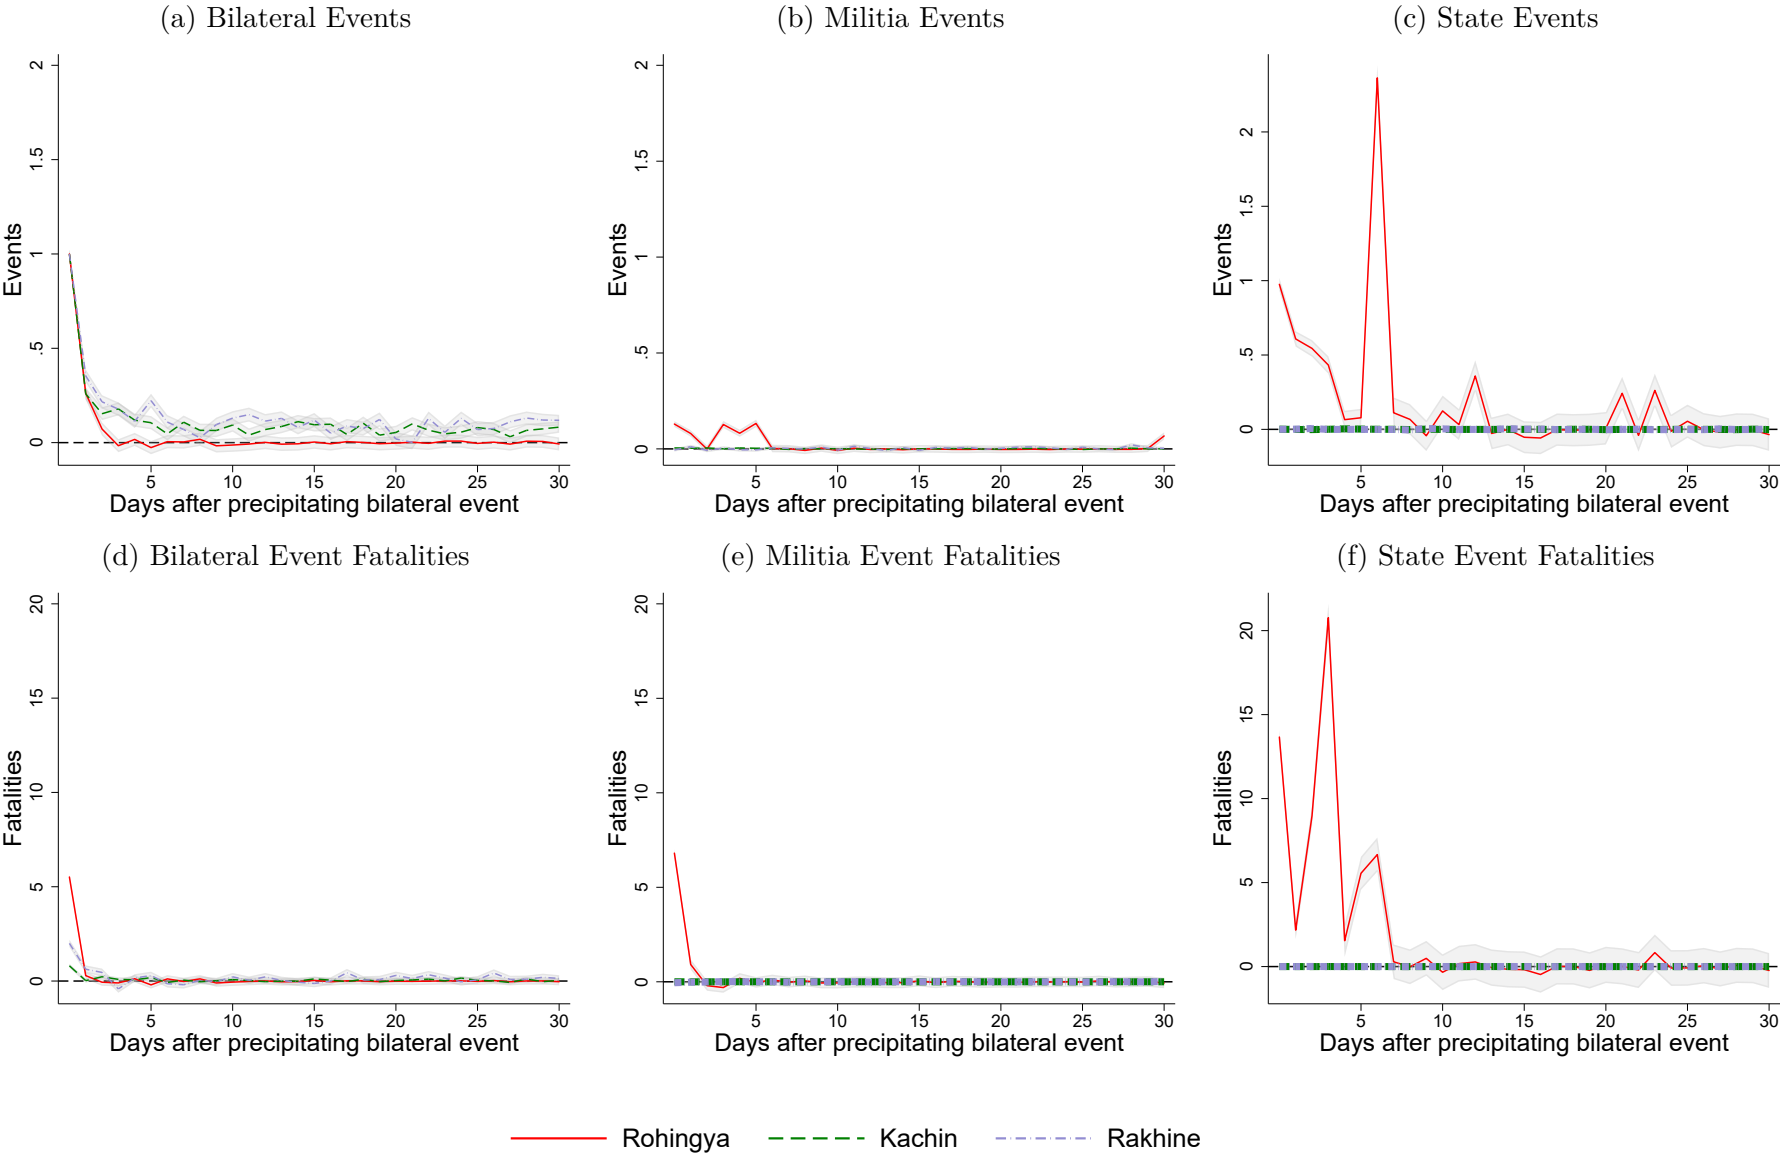 (a) Bilateral Events
(b) Militia Events
(c) State Events
Events
2
1.5
1
.5
0
5 10 15 20 25 30
Days after precipitating bilateral event
Events
2
1.5
1
.5
0
5 10 15 20 25 30
Days after precipitating bilateral event
Events
2
1.5
1
.5
0
5 10 15 20 25 30
Days after precipitating bilateral event
(d) Bilateral Event Fatalities
(e) Militia Event Fatalities
(f) State Event Fatalities
Fatalities
20
15
10
5
0
5 10 15 20 25 30
Days after precipitating bilateral event
Fatalities
20
15
10
5
0
5 10 15 20 25 30
Days after precipitating bilateral event
Fatalities
20
15
10
5
0
5 10 15 20 25 30
Days after precipitating bilateral event
Rohingya Kachin Rakhine